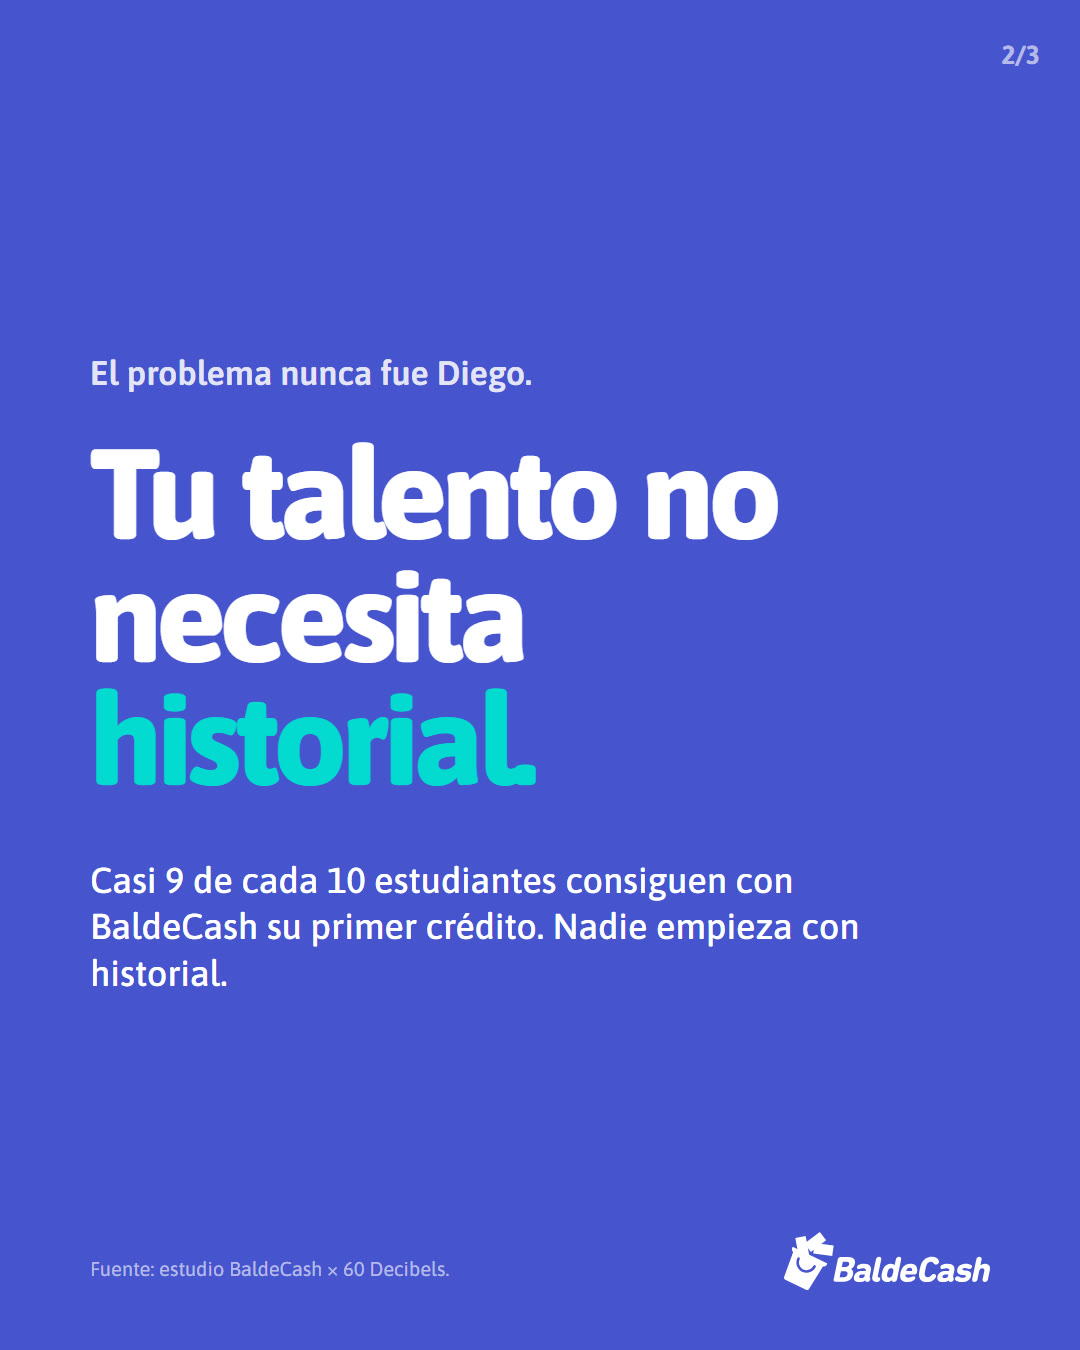 2/3
El problema nunca fue Diego.
Tu talento no
necesita
historial.
Casi 9 de cada 10 estudiantes consiguen con
BaldeCash su primer crédito. Nadie empieza con
historial.
Fuente: estudio BaldeCash × 60 Decibels.
BaldeCash